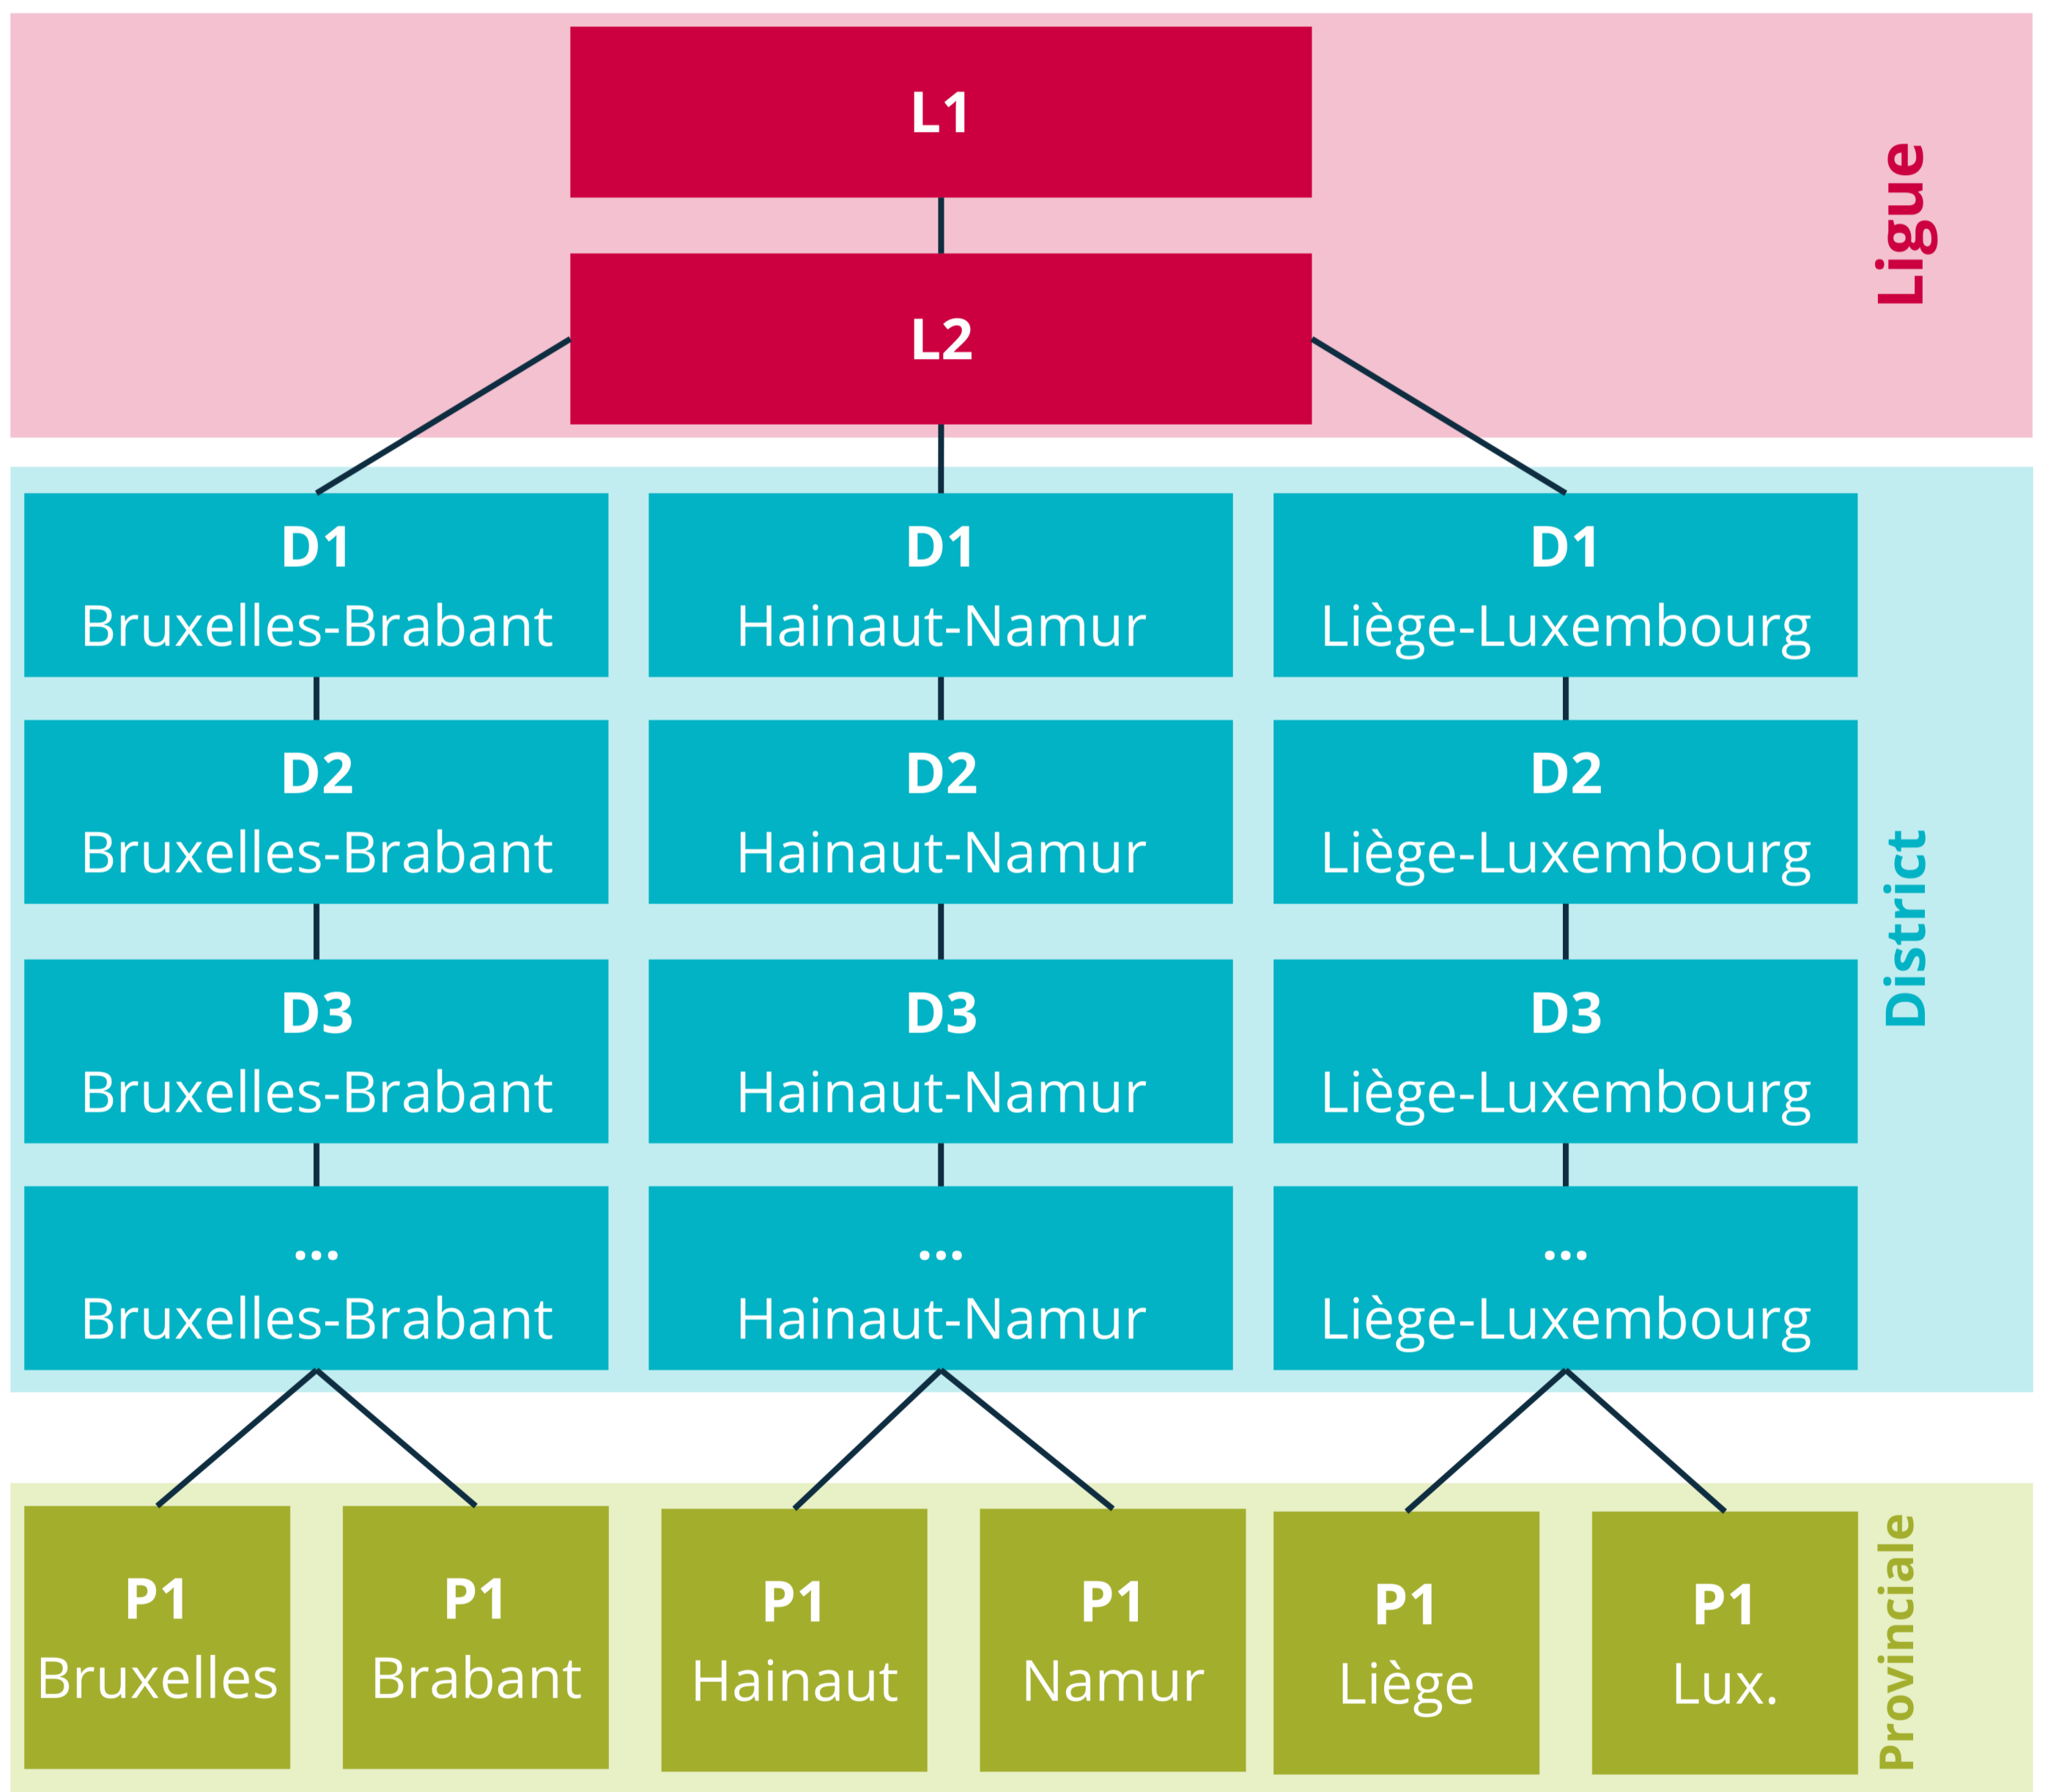 L1
Ligue
L2
D1
Bruxelles-Brabant
D1
Hainaut-Namur
D1
Liège-Luxembourg
D2
Bruxelles-Brabant
D2
Hainaut-Namur
D2
Liège-Luxembourg
District
D3
Bruxelles-Brabant
D3
Hainaut-Namur
D3
Liège-Luxembourg
...
Bruxelles-Brabant
...
Hainaut-Namur
...
Liège-Luxembourg
P1
Bruxelles
P1
Brabant
P1
Hainaut
P1
Namur
P1
Liège
P1
Lux.
Provinciale